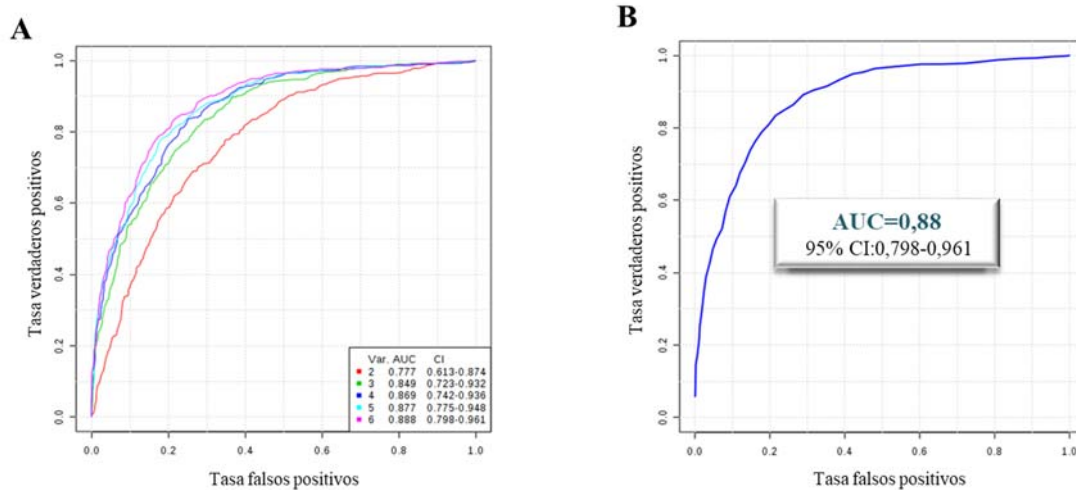 A
1.0
0.8
0.6
0.4
0.2
0.0
Tasa verdaderos positivos
Var. AUC CI
2 0.777 0.613-0.874
3 0.849 0.723-0.932
4 0.869 0.742-0.936
5 0.877 0.775-0.948
6 0.888 0.798-0.961
0.0 0.2 0.4 0.6 0.8 1.0
Tasa falsos positivos
B
1.0
0.8
0.6
0.4
0.2
0.0
Tasa verdaderos positivos
AUC=0,88
95% CI:0,798-0,961
0.0 0.2 0.4 0.6 0.8 1.0
Tasa falsos positivos